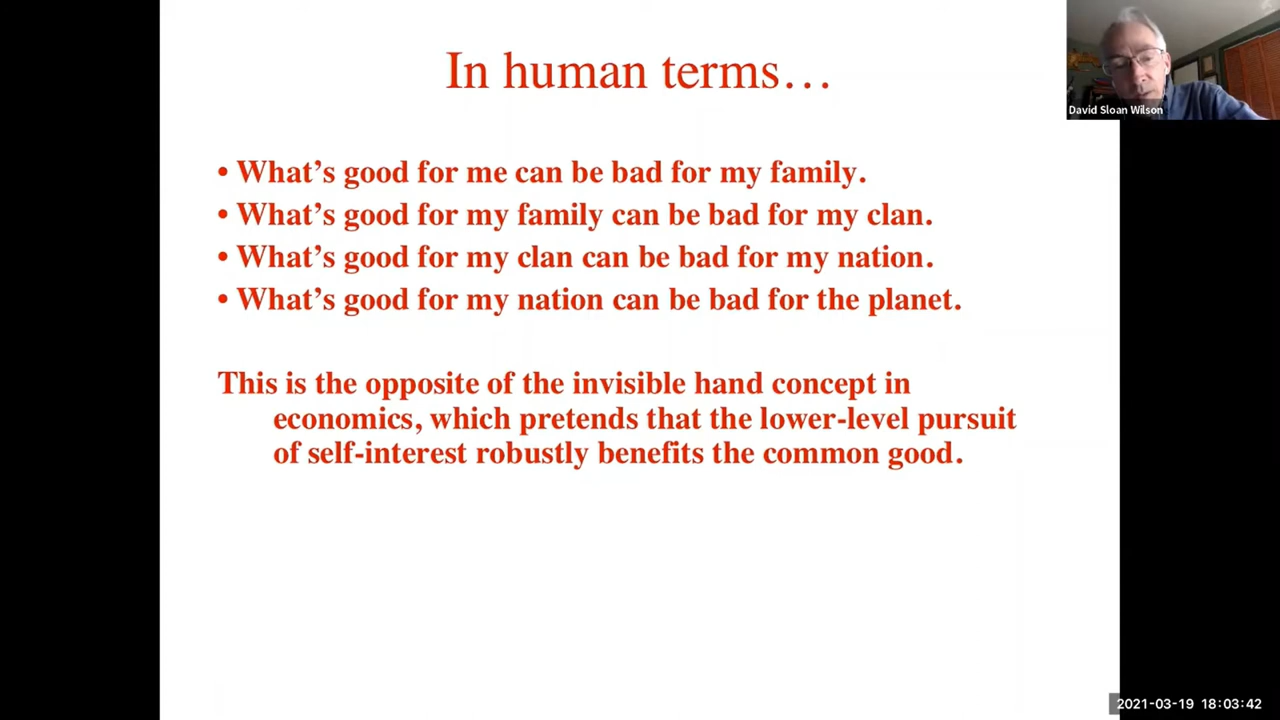 In human terms…
David Sloan Wilson
• What’s good for me can be bad for my family.
• What’s good for my family can be bad for my clan.
• What’s good for my clan can be bad for my nation.
• What’s good for my nation can be bad for the planet.
This is the opposite of the invisible hand concept in
economics, which pretends that the lower-level pursuit
of self-interest robustly benefits the common good.
2021-03-19 18:03:42